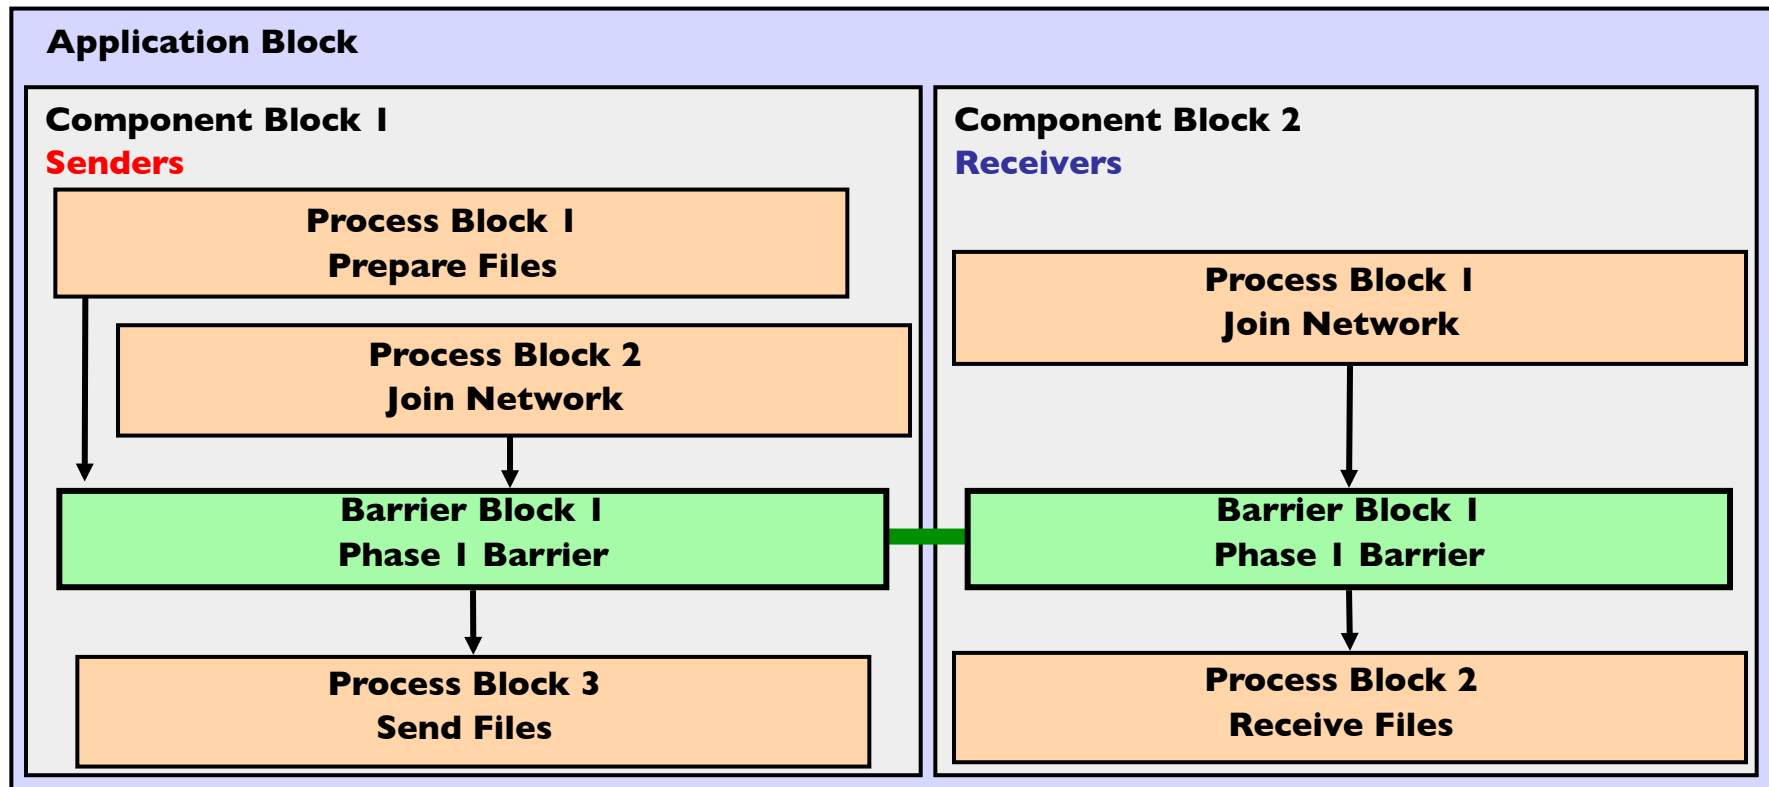 Application Block
Component Block 1
Senders
Process Block 1
Prepare Files
Process Block 2
Join Network
Barrier Block 1
Phase 1 Barrier
Process Block 3
Send Files
Component Block 2
Receivers
Process Block 1
Join Network
Barrier Block 1
Phase 1 Barrier
Process Block 2
Receive Files